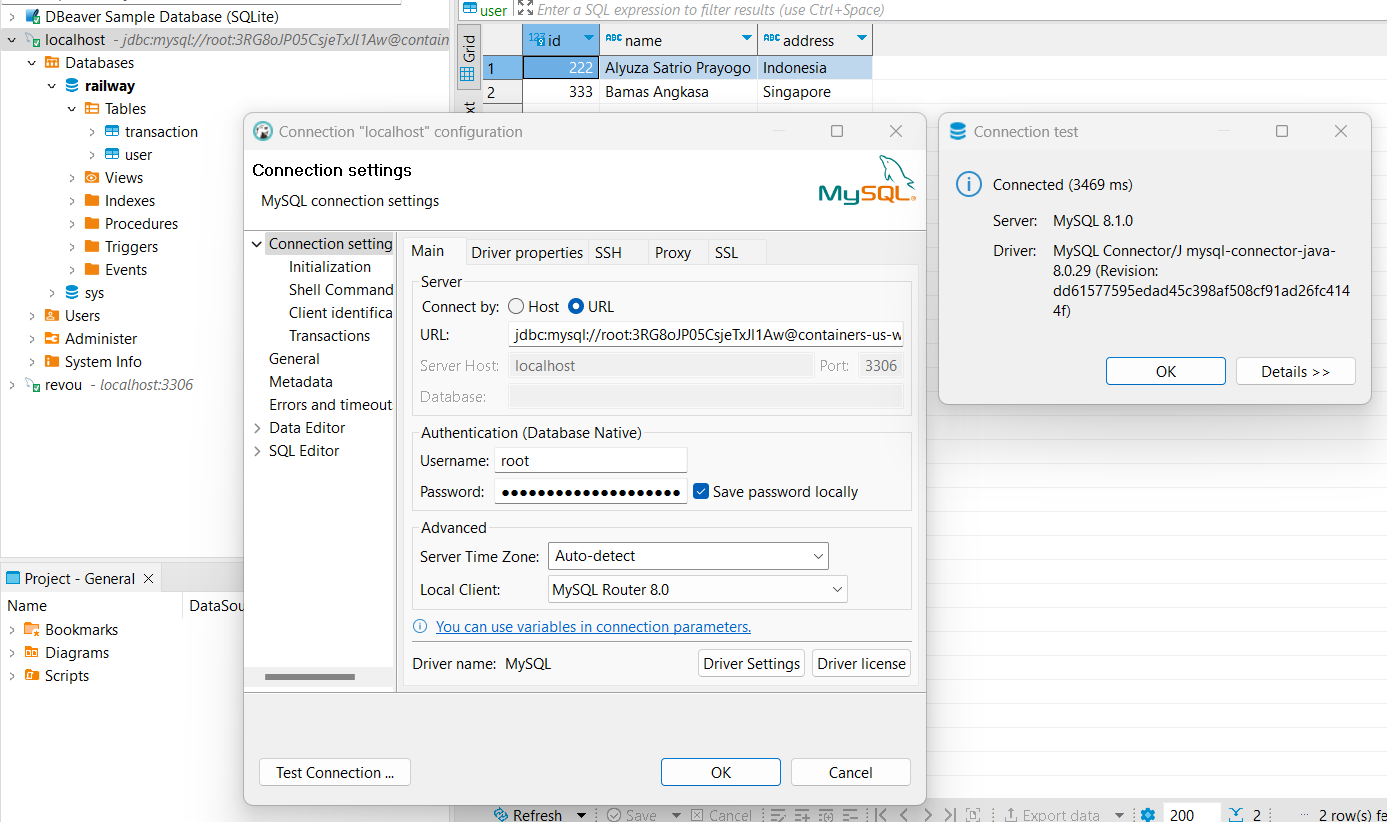 DBeaver Sample Database (SQLite)
localhost - jdbc:mysql://root:3RG8oJP05CsjeTxJl1Aw@contain
Databases
railway
Tables
transaction
user
Views
Indexes
Procedures
Triggers
Events
sys
Users
Administer
System Info
revou - localhost:3306
Project - General
Name DataSou
Bookmarks
Diagrams
Scripts
user Enter a SQL expression to filter results (use Ctrl+Space)
Grid
xt
123 id ABC name ABC address
1 222 Alyuza Satrio Prayogo Indonesia
2 333 Bamas Angkasa Singapore
Connection "localhost" configuration
Connection settings
MySQL connection settings
MySQL
Connection setting
Initialization
Shell Command
Client identifica
Transactions
General
Metadata
Errors and timeout
Data Editor
SQL Editor
Main Driver properties SSH Proxy SSL
Server
Connect by: Host URL
URL: jdbc:mysql://root:3RG8oJP05CsjeTxJl1Aw@containers-us-w
Server Host: localhost Port: 3306
Database:
Authentication (Database Native)
Username: root
Password: ●●●●●●●●●●●●●●●●●●●● Save password locally
Advanced
Server Time Zone: Auto-detect
Local Client: MySQL Router 8.0
You can use variables in connection parameters.
Driver name: MySQL Driver Settings Driver license
Test Connection ... OK Cancel
Connection test
Connected (3469 ms)
Server: MySQL 8.1.0
Driver: MySQL Connector/J mysql-connector-java-
8.0.29 (Revision:
dd61577595edad45c398af508cf91ad26fc414
4f)
OK Details >>
Refresh Save Cancel Export data 200 2 2 row(s) fe